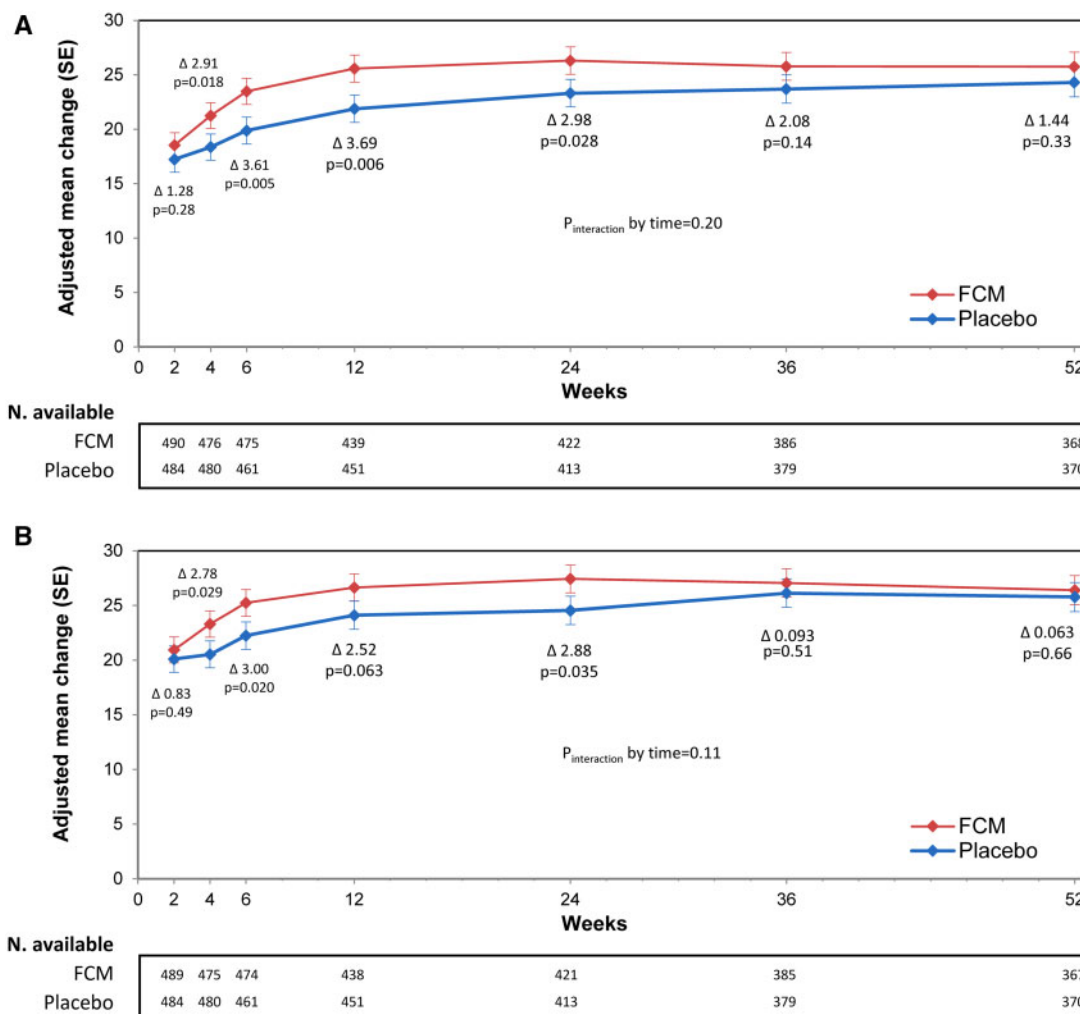 A
Adjusted mean change (SE)
30
25
20
15
10
5
0
Δ 1.28
p=0.28
Δ 2.91
p=0.018
Δ 3.61
p=0.005
Δ 3.69
p=0.006
Δ 2.98
p=0.028
Δ 2.08
p=0.14
Δ 1.44
p=0.33
Pinteraction by time=0.20
FCM
Placebo
0 2 4 6 12 24 36 52
Weeks
N. available
FCM 490 476 475 439 422 386 368
Placebo 484 480 461 451 413 379 370
B
Adjusted mean change (SE)
30
25
20
15
10
5
0
Δ 0.83
p=0.49
Δ 2.78
p=0.029
Δ 3.00
p=0.020
Δ 2.52
p=0.063
Δ 2.88
p=0.035
Δ 0.093
p=0.51
Δ 0.063
p=0.66
Pinteraction by time=0.11
FCM
Placebo
0 2 4 6 12 24 36 52
Weeks
N. available
FCM 489 475 474 438 421 385 367
Placebo 484 480 461 451 413 379 370